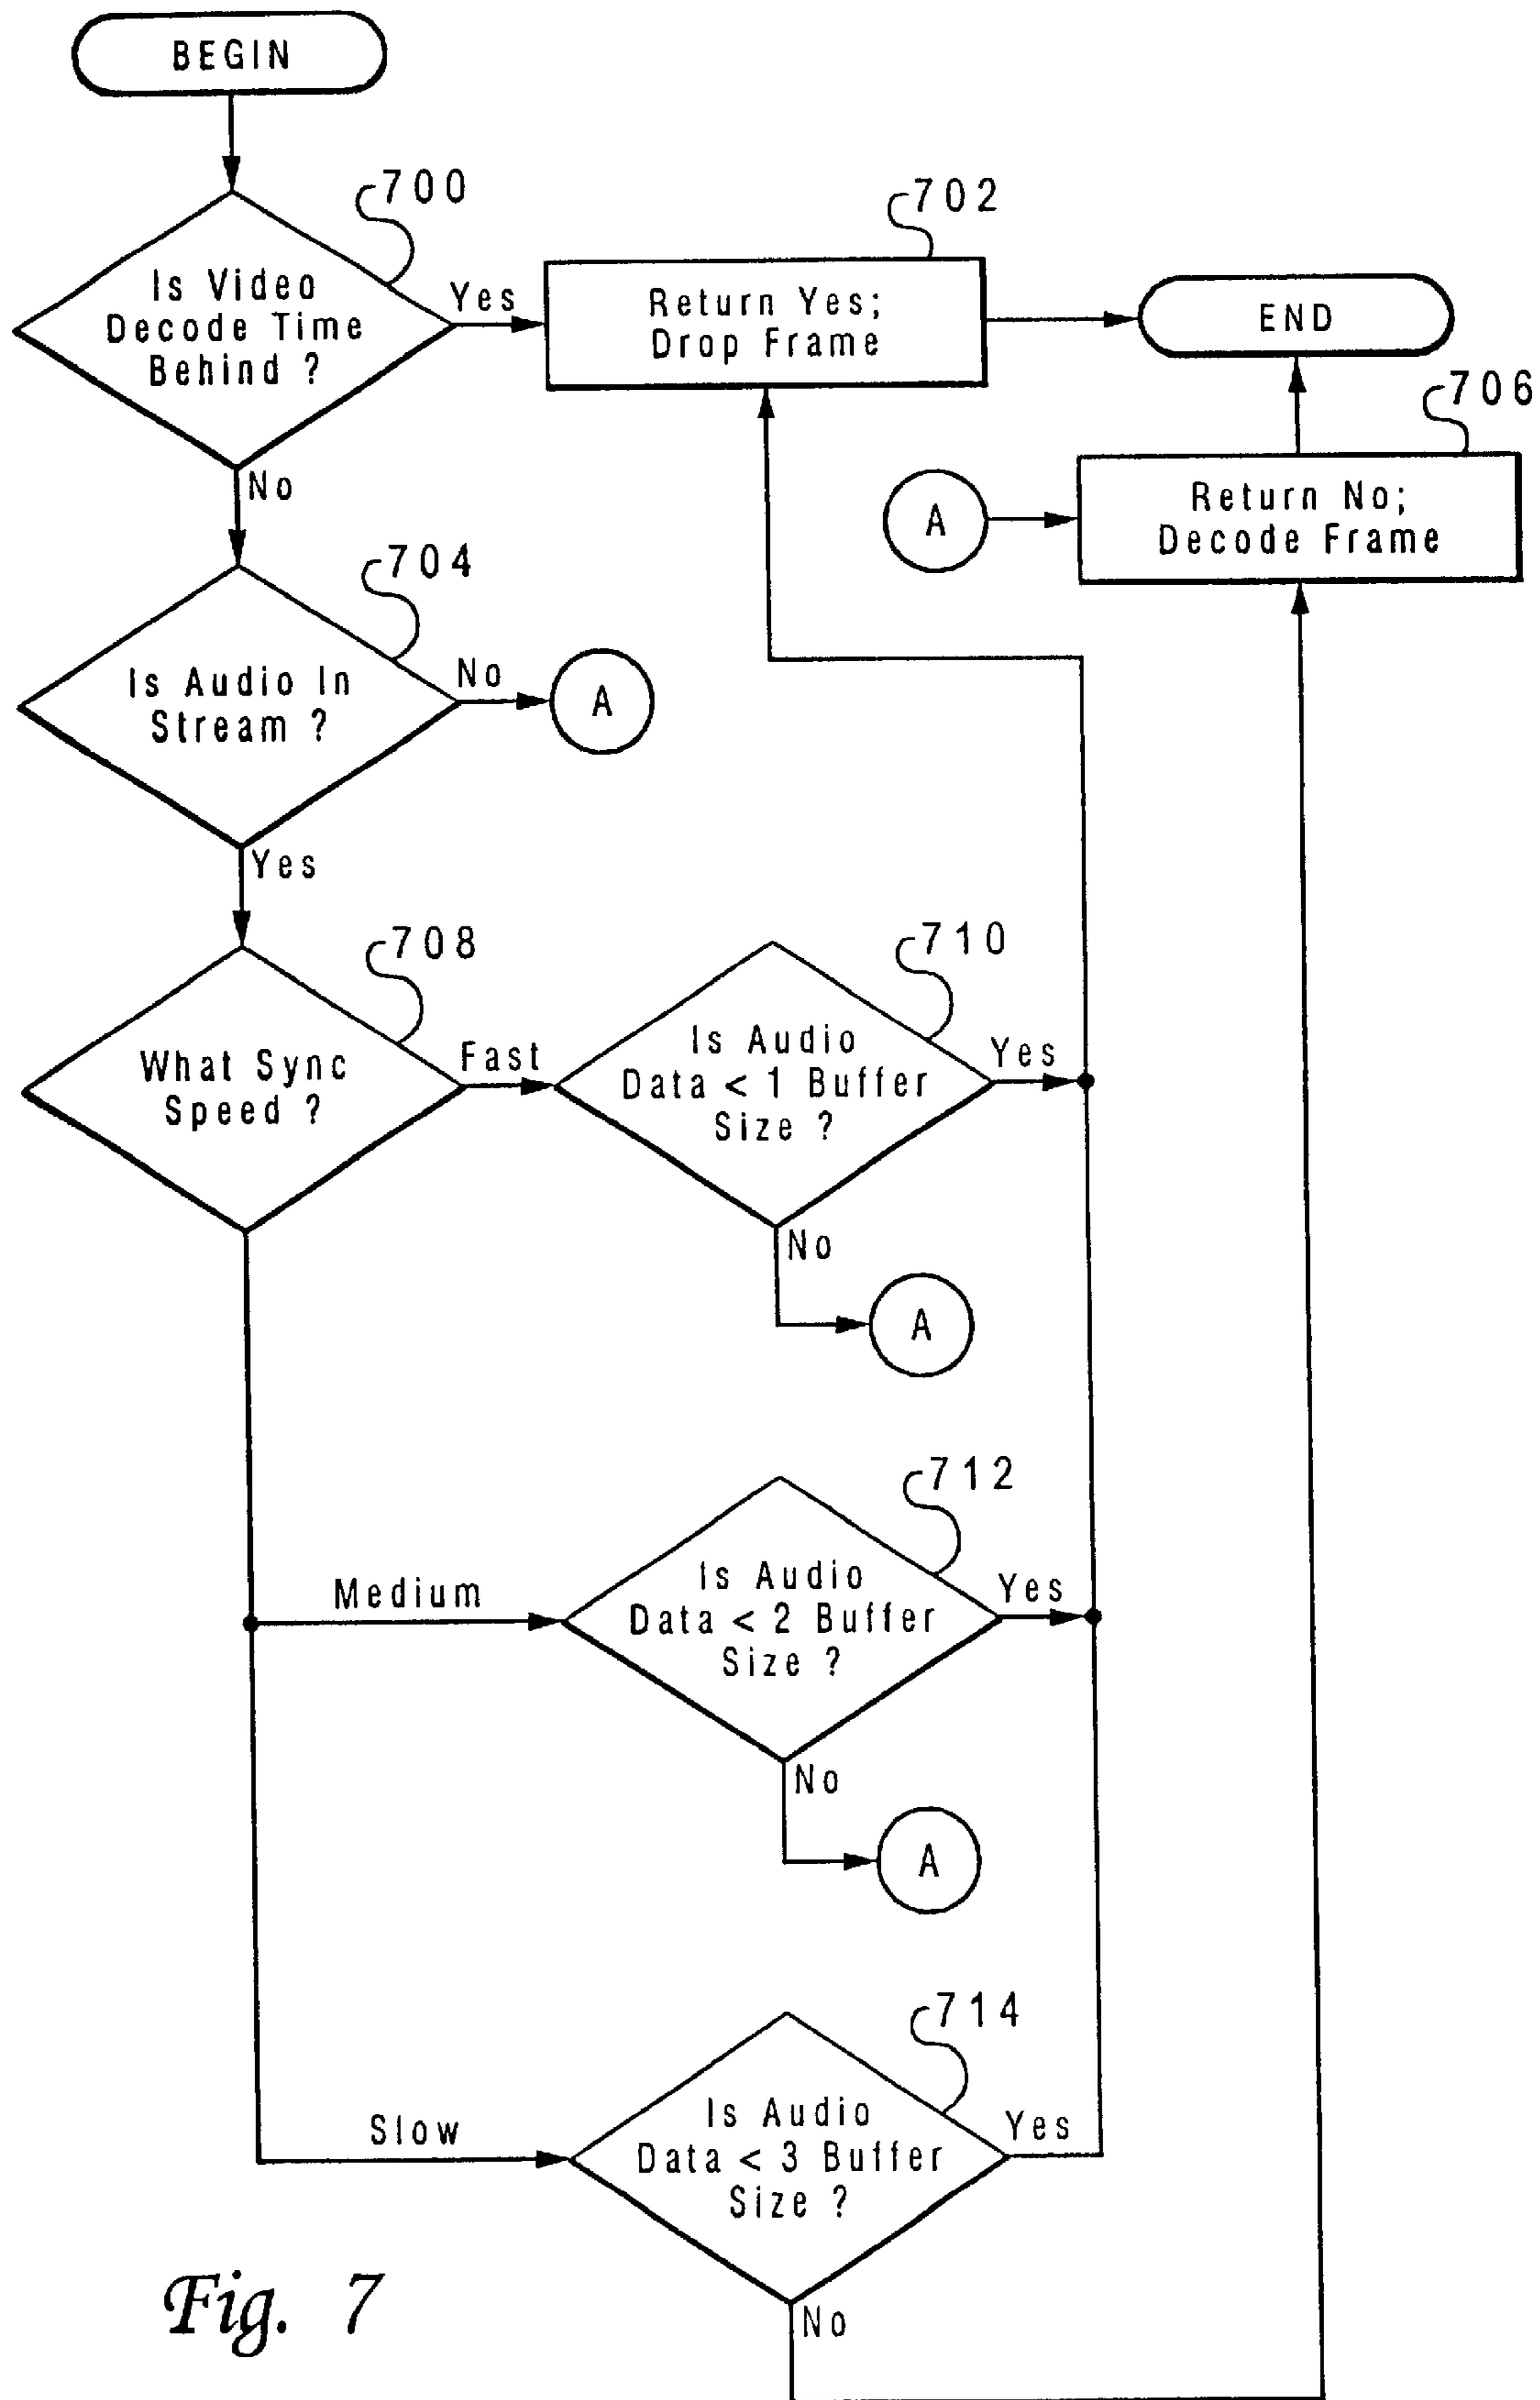 BEGIN
700
Is Video
Decode Time
Behind ?
Yes
No
702
Return Yes;
Drop Frame
END
706
A
Return No;
Decode Frame
704
Is Audio In
Stream ?
No
A
Yes
708
What Sync
Speed ?
Fast
710
Is Audio
Data < 1 Buffer
Size ?
Yes
No
A
Medium
712
Is Audio
Data < 2 Buffer
Size ?
Yes
No
A
Slow
714
Is Audio
Data < 3 Buffer
Size ?
Yes
No
Fig. 7